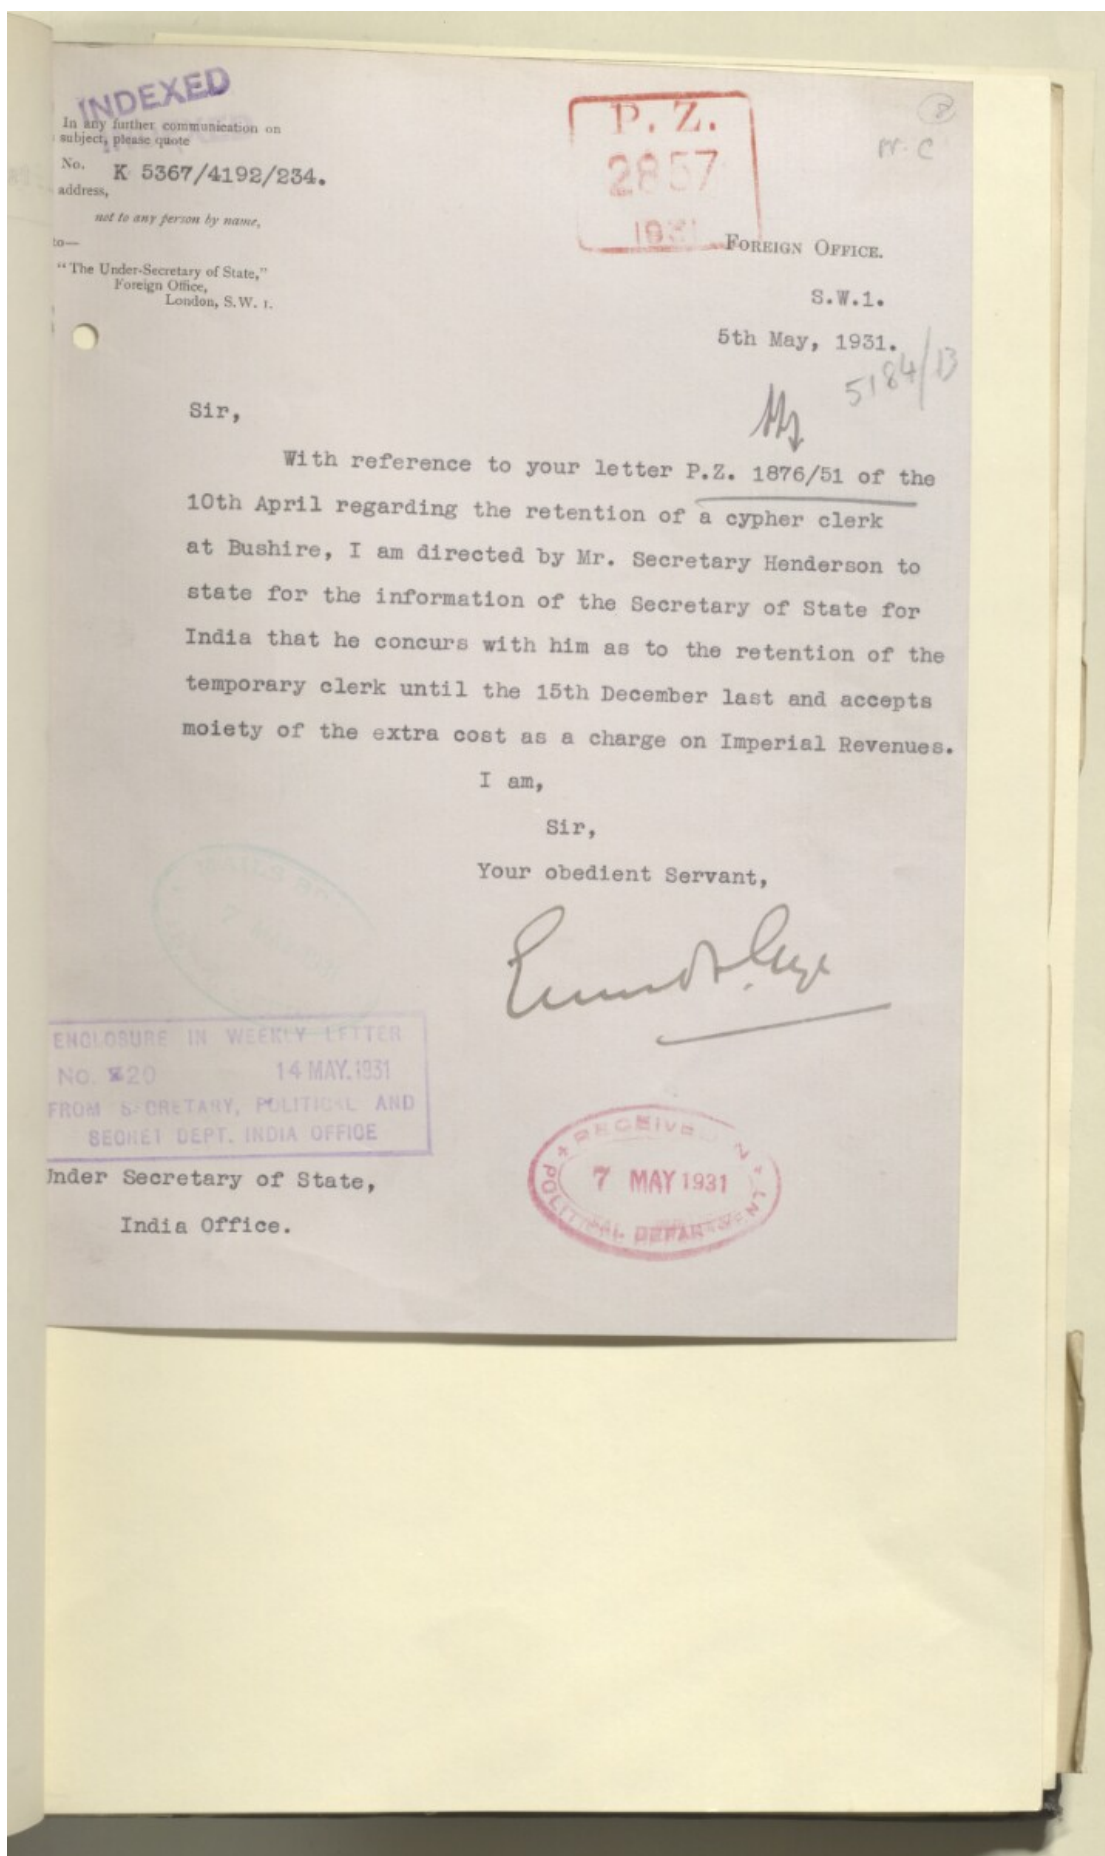 INDEXED
In any further communication on
subject, please quote
No. K 5367/4192/234.
address,
not to any person by name,
to—
"The Under-Secretary of State,"
Foreign Office,
London, S.W. 1.
P. Z.
2857
1931
8
FOREIGN OFFICE.
S.W.1.
5th May, 1931.
5184/B
Sir,
With reference to your letter P.Z. 1876/51 of the
10th April regarding the retention of a cypher clerk
at Bushire, I am directed by Mr. Secretary Henderson to
state for the information of the Secretary of State for
India that he concurs with him as to the retention of the
temporary clerk until the 15th December last and accepts
moiety of the extra cost as a charge on Imperial Revenues.
I am,
Sir,
Your obedient Servant,
ENCLOSURE IN WEEKLY LETTER
No. 20 14 MAY. 1931
FROM SECRETARY, POLITICAL AND
SECRET DEPT. INDIA OFFICE
RECEIVED IN
7 MAY 1931
POLITICAL DEPARTMENT
Under Secretary of State,
India Office.